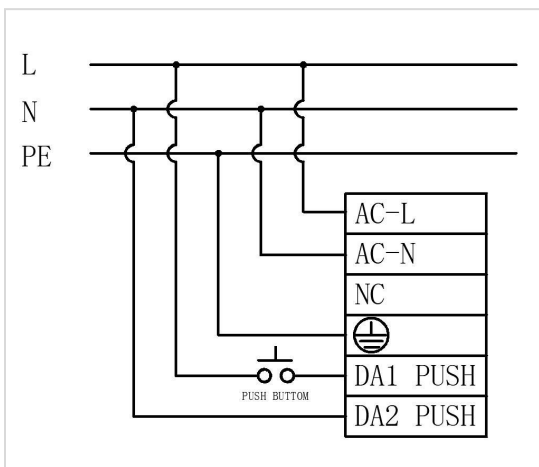 L
N
PE
AC-L
AC-N
NC
DA1 PUSH
PUSH BUTTOM
DA2 PUSH